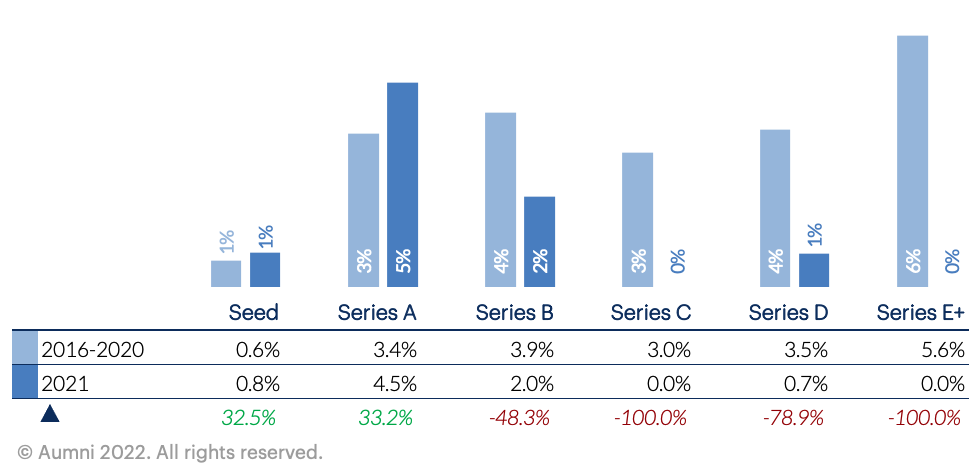 1% 1% 3% 5% 4% 2% 3% 0% 4% 1% 6% 0%
Seed Series A Series B Series C Series D Series E+
2016-2020 0.6% 3.4% 3.9% 3.0% 3.5% 5.6%
2021 0.8% 4.5% 2.0% 0.0% 0.7% 0.0%
▲ 32.5% 33.2% -48.3% -100.0% -78.9% -100.0%
© Aumni 2022. All rights reserved.